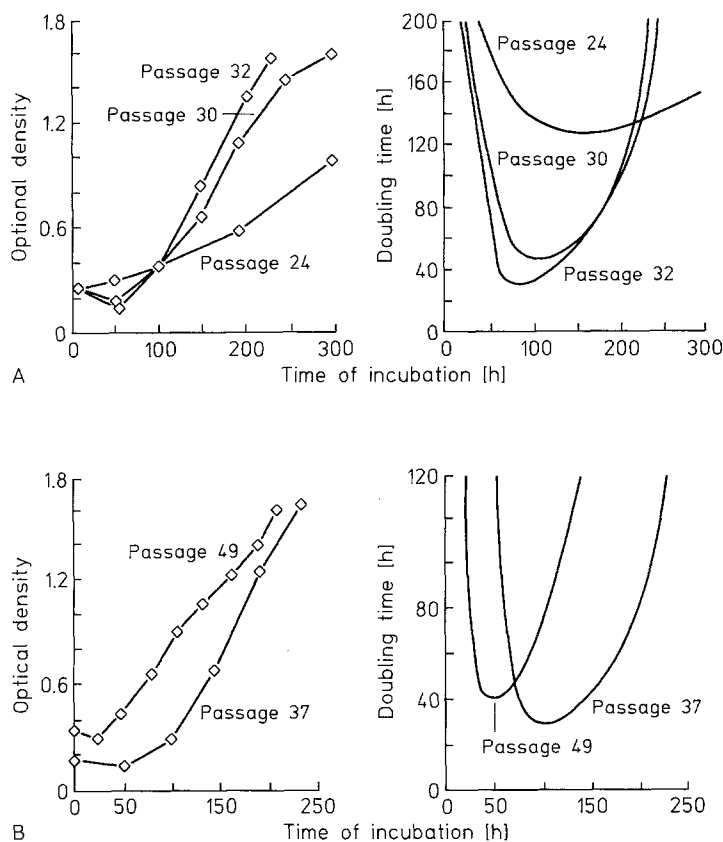 1.8
1.2
0.6
0
Optional density
Passage 32
Passage 30
Passage 24
0
100
200
300
200
160
120
80
40
0
Doubling time [h]
Passage 24
Passage 30
Passage 32
0
100
200
300
A
Time of incubation [h]
1.8
1.2
0.6
0
Optical density
Passage 49
Passage 37
0
50
100
150
200
250
120
80
40
0
Doubling time [h]
Passage 37
Passage 49
0
50
150
250
B
Time of incubation [h]